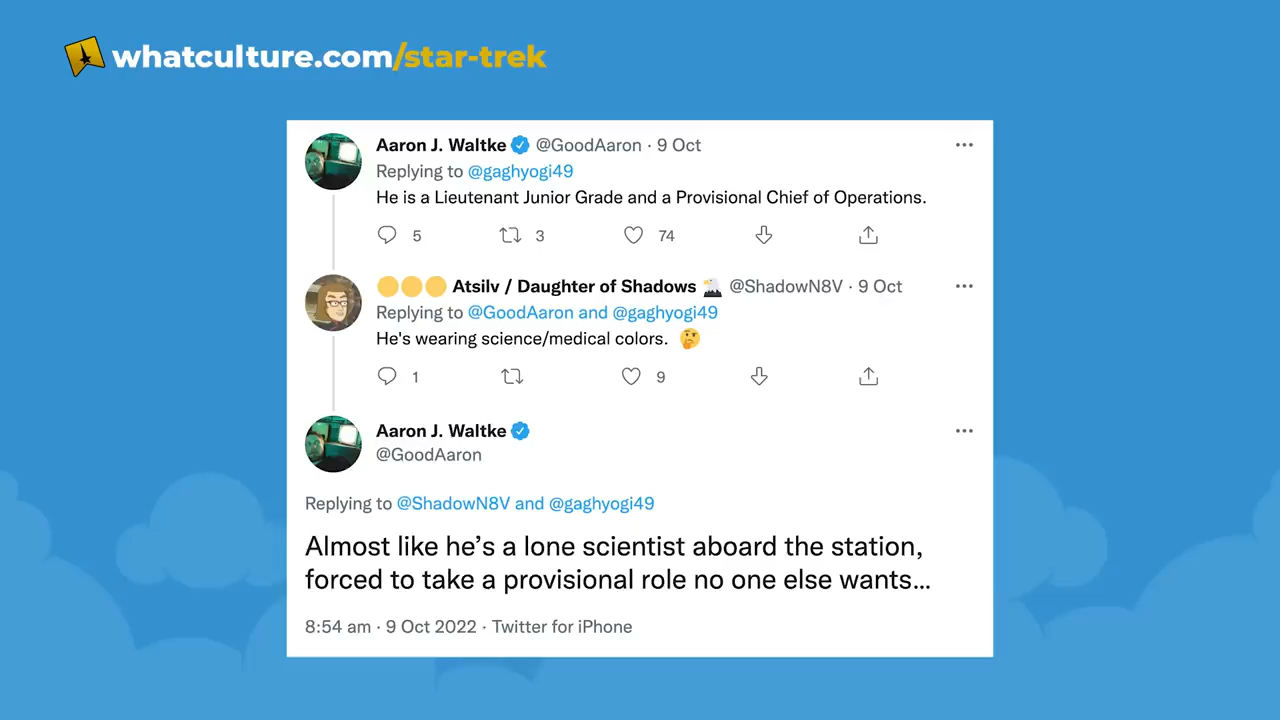 whatculture.com/star-trek
Aaron J. Waltke @GoodAaron · 9 Oct
Replying to @gaghyogi49
He is a Lieutenant Junior Grade and a Provisional Chief of Operations.
5 3 74
Atsilv / Daughter of Shadows @ShadowN8V · 9 Oct
Replying to @GoodAaron and @gaghyogi49
He's wearing science/medical colors. 🤔
1 9
Aaron J. Waltke
@GoodAaron
Replying to @ShadowN8V and @gaghyogi49
Almost like he’s a lone scientist aboard the station,
forced to take a provisional role no one else wants…
8:54 am · 9 Oct 2022 · Twitter for iPhone